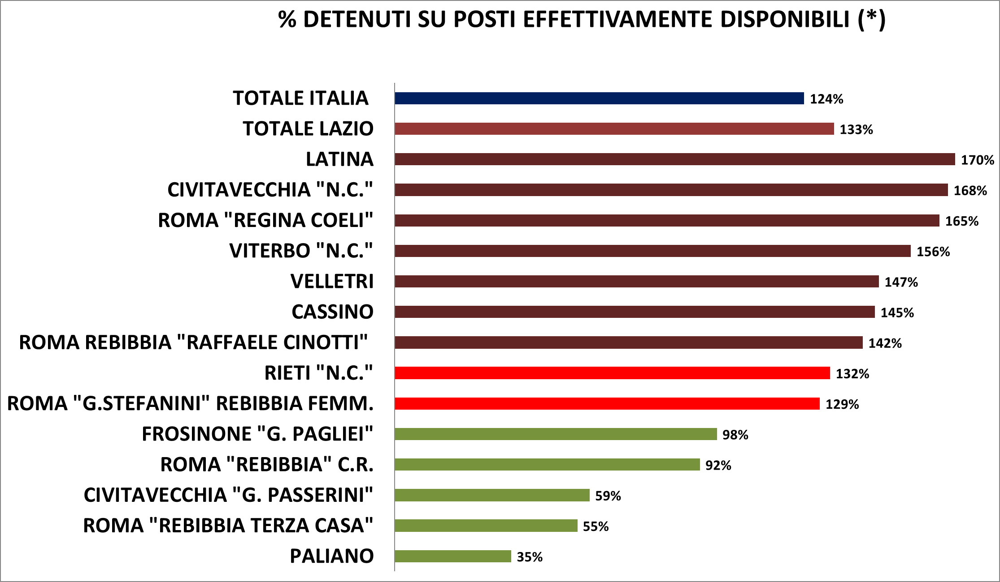 % DETENUTI SU POSTI EFFETTIVAMENTE DISPONIBILI (*)
TOTALE ITALIA 124%
TOTALE LAZIO 133%
LATINA 170%
CIVITAVECCHIA "N.C." 168%
ROMA "REGINA COELI" 165%
VITERBO "N.C." 156%
VELLETRI 147%
CASSINO 145%
ROMA REBIBBIA "RAFFAELE CINOTTI" 142%
RIETI "N.C." 132%
ROMA "G.STEFANINI" REBIBBIA FEMM. 129%
FROSINONE "G. PAGLIEI" 98%
ROMA "REBIBBIA" C.R. 92%
CIVITAVECCHIA "G. PASSERINI" 59%
ROMA "REBIBBIA TERZA CASA" 55%
PALIANO 35%